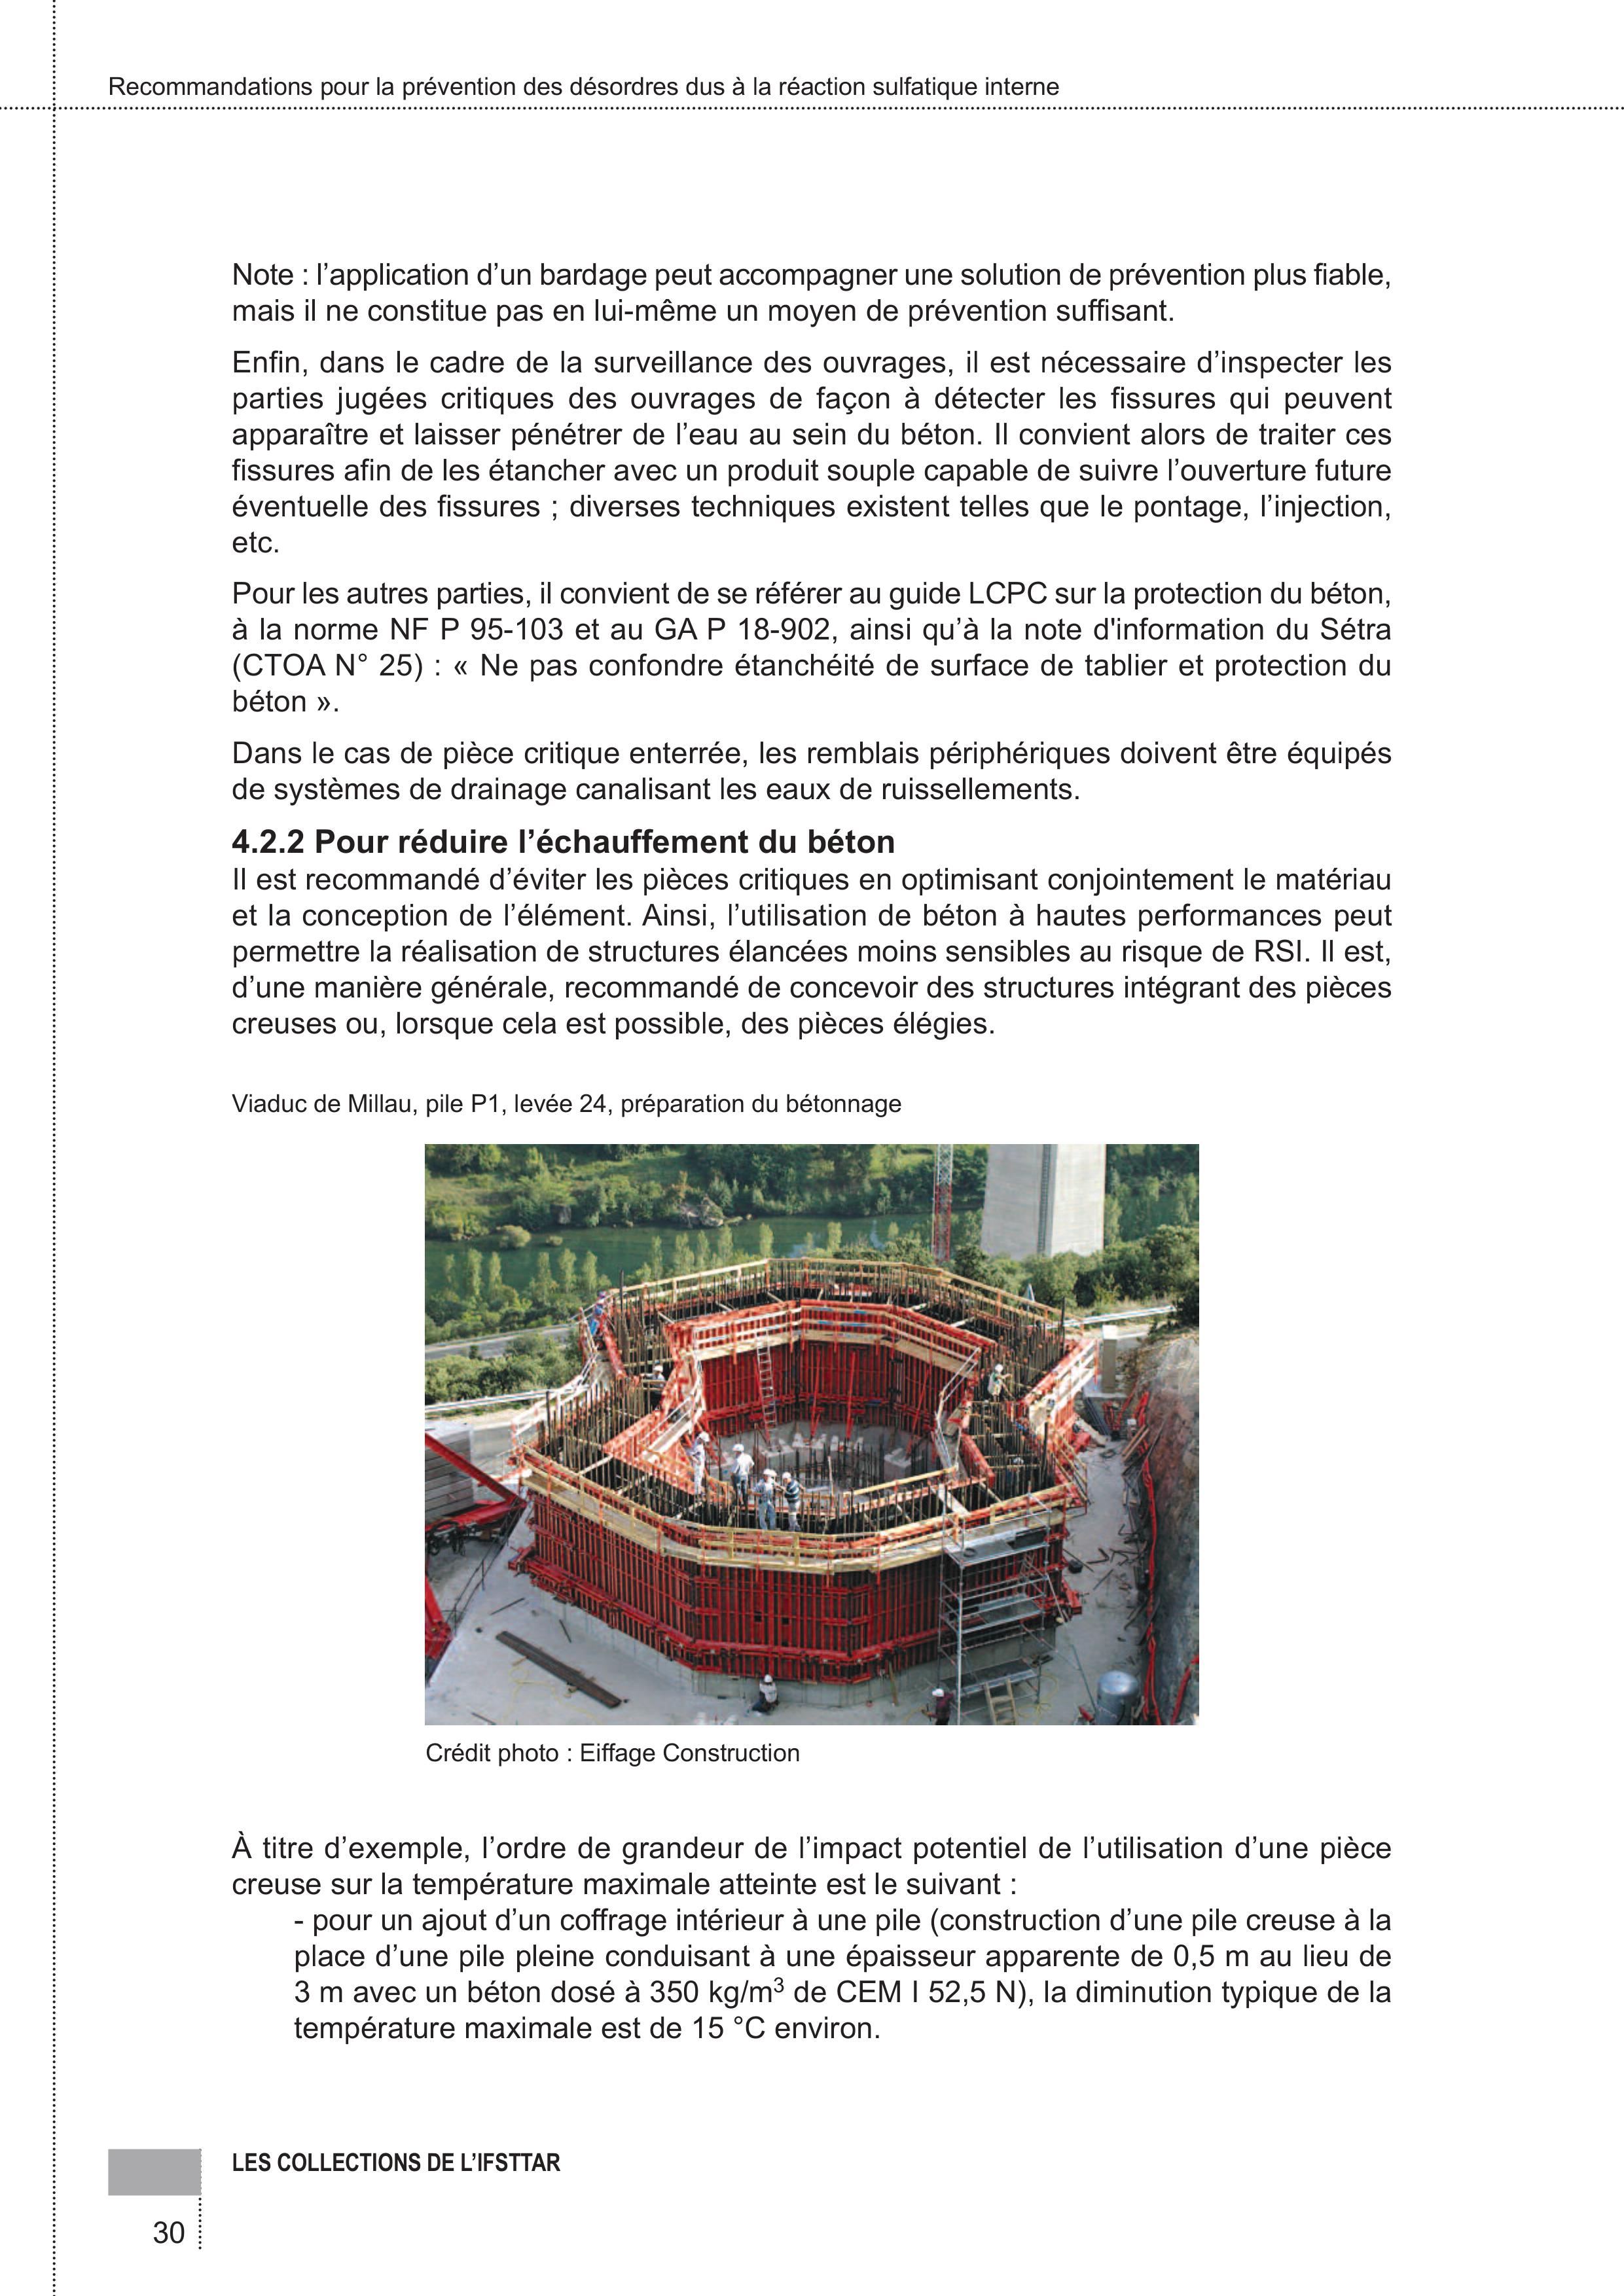 Recommandations pour la prévention des désordres dus à la réaction sulfatique interne
Note : l’application d’un bardage peut accompagner une solution de prévention plus fiable,
mais il ne constitue pas en lui-même un moyen de prévention suffisant.
Enfin, dans le cadre de la surveillance des ouvrages, il est nécessaire d’inspecter les
parties jugées critiques des ouvrages de façon à détecter les fissures qui peuvent
apparaître et laisser pénétrer de l’eau au sein du béton. Il convient alors de traiter ces
fissures afin de les étancher avec un produit souple capable de suivre l’ouverture future
éventuelle des fissures ; diverses techniques existent telles que le pontage, l’injection,
etc.
Pour les autres parties, il convient de se référer au guide LCPC sur la protection du béton,
à la norme NF P 95-103 et au GA P 18-902, ainsi qu’à la note d'information du Sétra
(CTOA N° 25) : « Ne pas confondre étanchéité de surface de tablier et protection du
béton ».
Dans le cas de pièce critique enterrée, les remblais périphériques doivent être équipés
de systèmes de drainage canalisant les eaux de ruissellements.
4.2.2 Pour réduire l’échauffement du béton
Il est recommandé d’éviter les pièces critiques en optimisant conjointement le matériau
et la conception de l’élément. Ainsi, l’utilisation de béton à hautes performances peut
permettre la réalisation de structures élancées moins sensibles au risque de RSI. Il est,
d’une manière générale, recommandé de concevoir des structures intégrant des pièces
creuses ou, lorsque cela est possible, des pièces élégies.
Viaduc de Millau, pile P1, levée 24, préparation du bétonnage
Crédit photo : Eiffage Construction
À titre d’exemple, l’ordre de grandeur de l’impact potentiel de l’utilisation d’une pièce
creuse sur la température maximale atteinte est le suivant :
- pour un ajout d’un coffrage intérieur à une pile (construction d’une pile creuse à la
place d’une pile pleine conduisant à une épaisseur apparente de 0,5 m au lieu de
3 m avec un béton dosé à 350 kg/m³ de CEM I 52,5 N), la diminution typique de la
température maximale est de 15 °C environ.
LES COLLECTIONS DE L’IFSTTAR
30